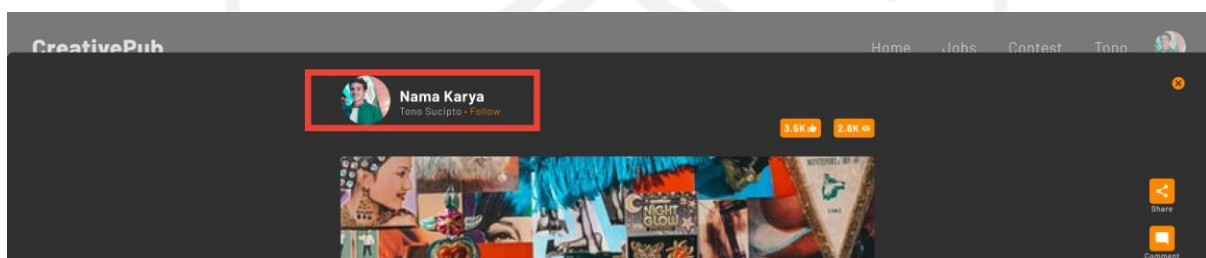 CreativePub
Home Jobs Contest Tono
Nama Karya
Tono Sucipto • Follow
3.5K 2.8K
NIGHT
GLOW
Share
Comment